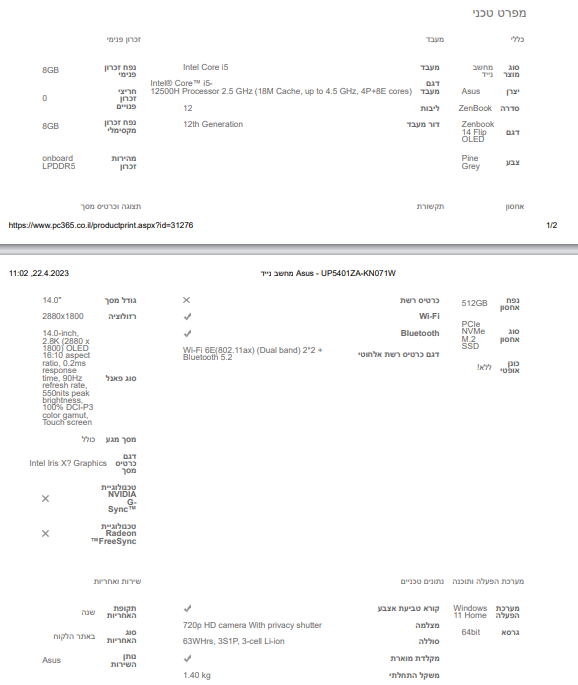 מפרט טכני
כללי
סוג מוצר מחשב נייד
יצרן Asus
סדרה ZenBook
דגם Zenbook 14 Flip OLED
צבע Pine Grey
מעבד
מעבד Intel Core i5
דגם מעבד Intel® Core™ i5-12500H Processor 2.5 GHz (18M Cache, up to 4.5 GHz, 4P+8E cores)
ליבות 12
דור מעבד 12th Generation
זכרון פנימי
נפח זכרון פנימי 8GB
חריצי זכרון פנויים 0
נפח זכרון מקסימלי 8GB
מהירות זכרון onboard LPDDR5
אחסון
תקשורת
תצוגה וכרטיס מסך
https://www.pc365.co.il/productprint.aspx?id=31276
1/2
11:02 ,22.4.2023
מחשב נייד Asus - UP5401ZA-KN071W
נפח אחסון 512GB
סוג אחסון PCIe NVMe M.2 SSD
כונן אופטי ללא!
כרטיס רשת
Wi-Fi
Bluetooth
דגם כרטיס רשת אלחוטי Wi-Fi 6E(802.11ax) (Dual band) 2*2 + Bluetooth 5.2
גודל מסך 14.0"
רזולוציה 2880x1800
סוג פאנל 14.0-inch, 2.8K (2880 x 1800) OLED 16:10 aspect ratio, 0.2ms response time, 90Hz refresh rate, 550nits peak brightness, 100% DCI-P3 color gamut, Touch screen
מסך מגע כולל
דגם כרטיס מסך Intel Iris X? Graphics
טכנולוגיית NVIDIA G-Sync™
טכנולוגיית Radeon FreeSync™
מערכת הפעלה ותוכנה
מערכת הפעלה Windows 11 Home
גרסא 64bit
נתונים טכניים
קורא טביעת אצבע
מצלמה 720p HD camera With privacy shutter
סוללה 63WHrs, 3S1P, 3-cell Li-ion
מקלדת מוארת
משקל התחלתי 1.40 kg
שירות ואחריות
תקופת האחריות שנה
סוג האחריות באתר הלקוח
נותן השירות Asus